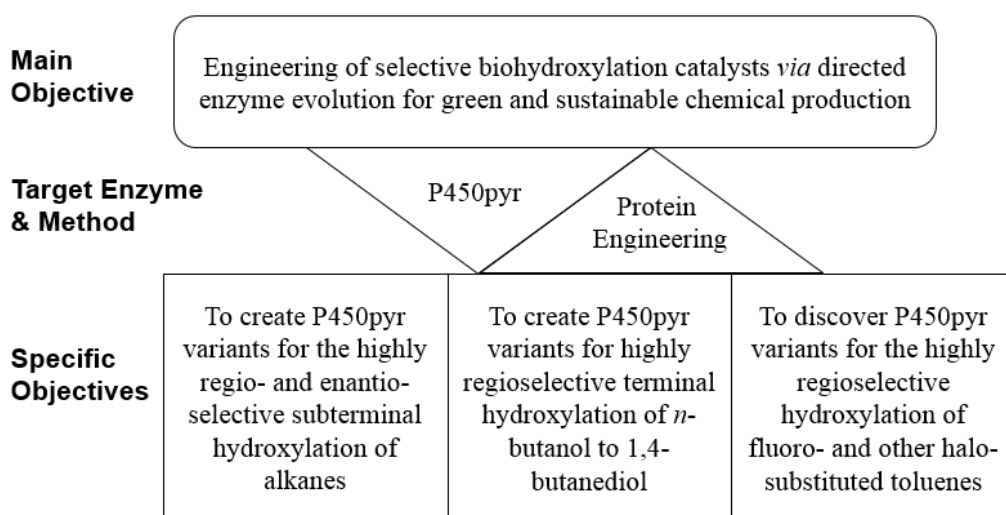 Main
Objective
Engineering of selective biohydroxylation catalysts via directed
enzyme evolution for green and sustainable chemical production
Target Enzyme
& Method
P450pyr
Protein
Engineering
Specific
Objectives
To create P450pyr
variants for the highly
regio- and enantio-
selective subterminal
hydroxylation of
alkanes
To create P450pyr
variants for highly
regioselective terminal
hydroxylation of n-
butanol to 1,4-
butanediol
To discover P450pyr
variants for the highly
regioselective
hydroxylation of
fluoro- and other halo-
substituted toluenes